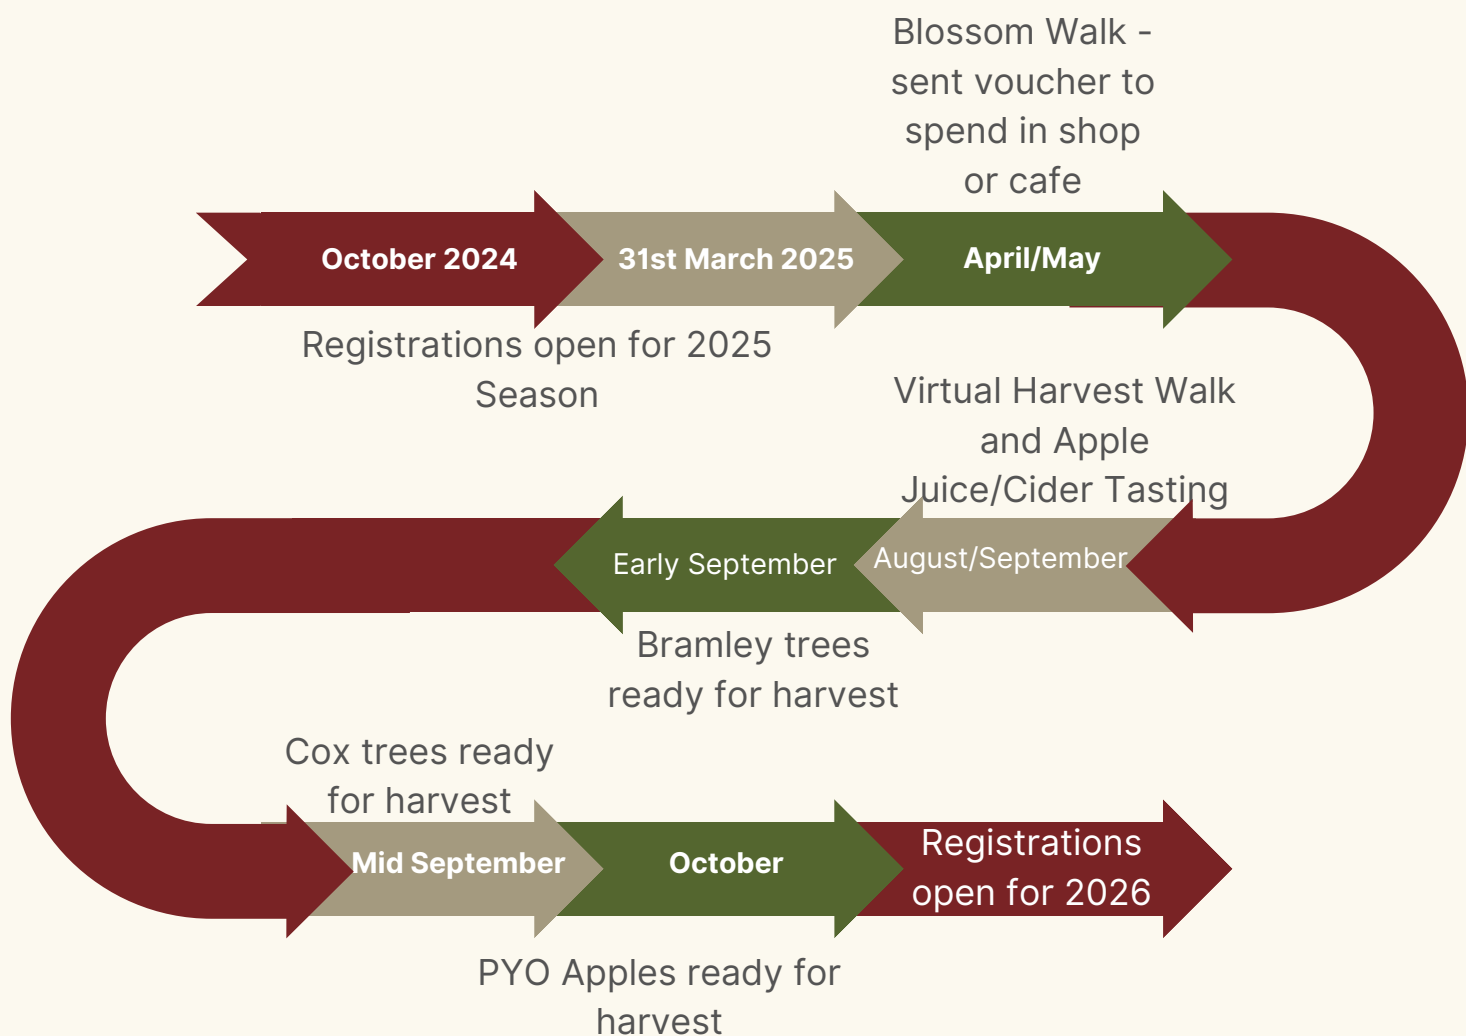 Blossom Walk -
sent voucher to
spend in shop
or cafe
October 2024
31st March 2025
April/May
Registrations open for 2025
Season
Virtual Harvest Walk
and Apple
Juice/Cider Tasting
August/September
Early September
Bramley trees
ready for harvest
Cox trees ready
for harvest
Mid September
October
Registrations
open for 2026
PYO Apples ready for
harvest